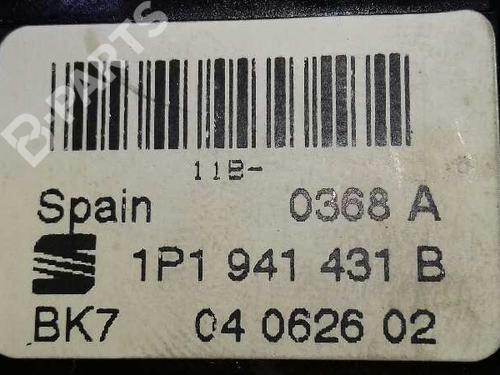 B-PARTS
11B-
Spain 0368 A
1P1 941 431 B
BK7 04 0626 02